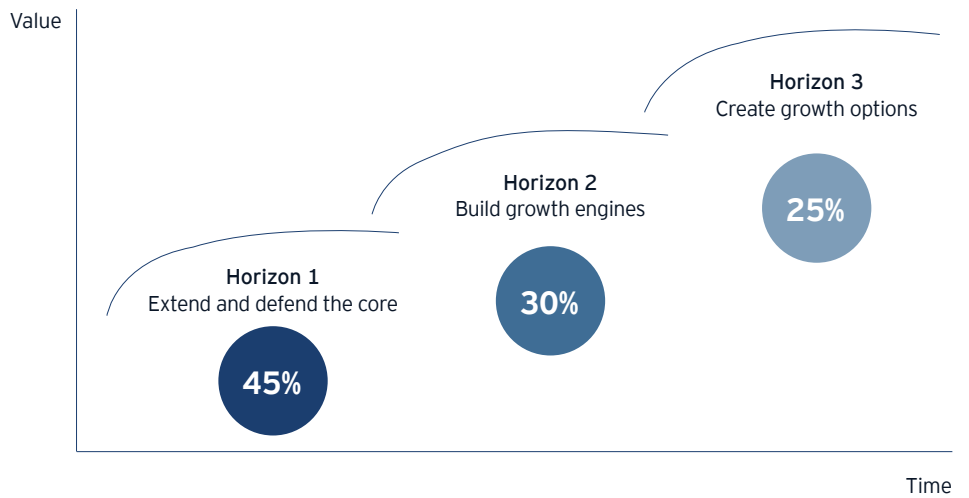 Value
Horizon 3
Create growth options
25%
Horizon 2
Build growth engines
30%
Horizon 1
Extend and defend the core
45%
Time